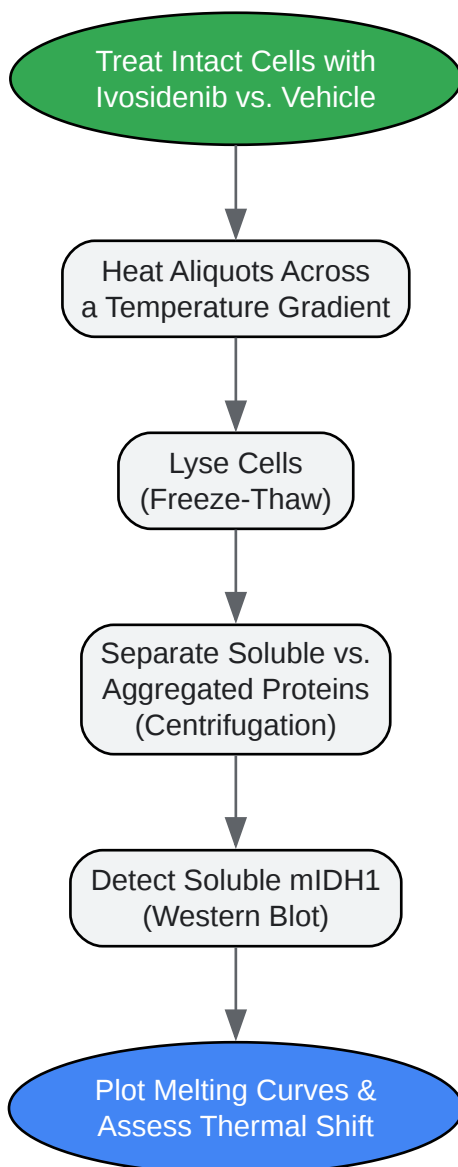 Treat Intact Cells with
Ivosidenib vs. Vehicle
Heat Aliquots Across
a Temperature Gradient
Lyse Cells
(Freeze-Thaw)
Separate Soluble vs.
Aggregated Proteins
(Centrifugation)
Detect Soluble mIDH1
(Western Blot)
Plot Melting Curves &
Assess Thermal Shift